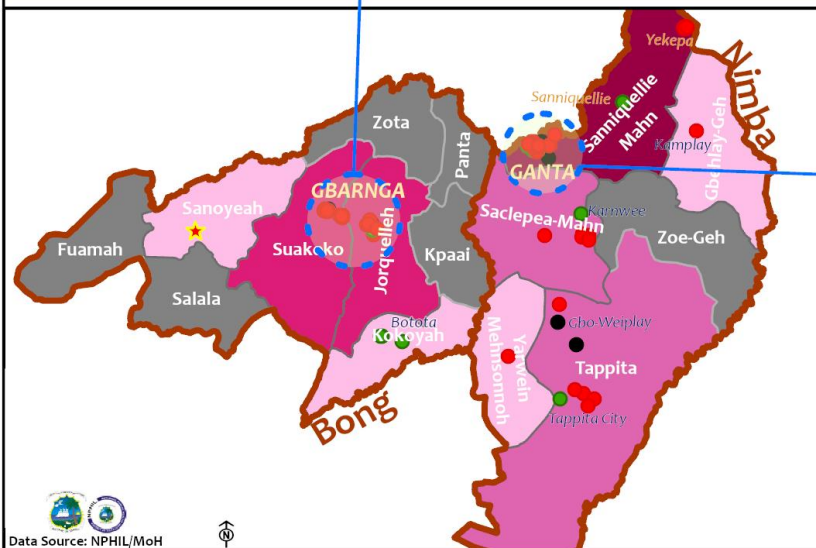 Yekepa
Nimba
Sanniquellie
Sanniquellie
Mahn
Zota
Kamplay
Gbehlay-Geh
Panta
GANTA
GBARNGA
Sanoyeah
Karnwee
Saclepea-Mahn
Zoe-Geh
Fuamah
Suakoko
Jorquelleh
Kpaai
Salala
Botota
Kokoyah
Gbo-Weiplay
Yarwein
Mehnsonnoh
Tappita
Tappita City
Bong
NPHIL
N
Data Source: NPHIL/MoH